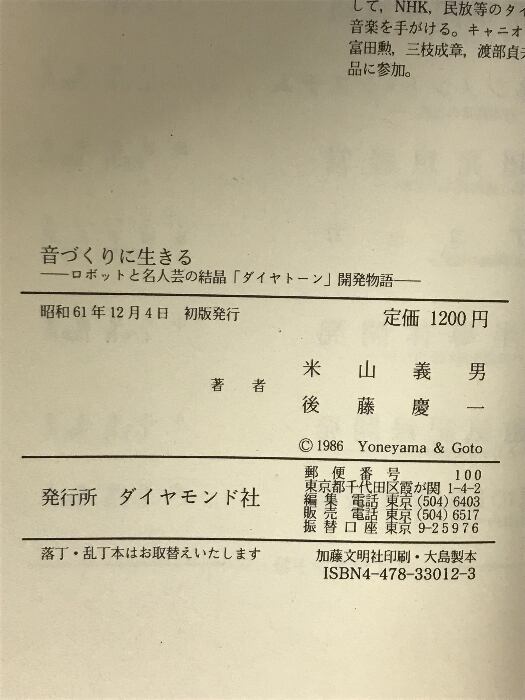 して，NHK，民放等のタイ
音楽を手がける。キャニオ
富田勲，三枝成章，渡部貞
品に参加。
音づくりに生きる
──ロボットと名人芸の結晶「ダイヤトーン」開発物語──
昭和61年12月4日　初版発行
定価 1200円
著　者
米　山　義　男
後　藤　慶　一
©1986 Yoneyama & Goto
発行所　ダイヤモンド社
郵便番号　100
東京都千代田区霞が関 1-4-2
編集 電話 東京(504)6403
販売 電話 東京(504)6517
振替口座 東京 9-25976
落丁・乱丁本はお取替えいたします
加藤文明社印刷・大島製本
ISBN4-478-33012-3